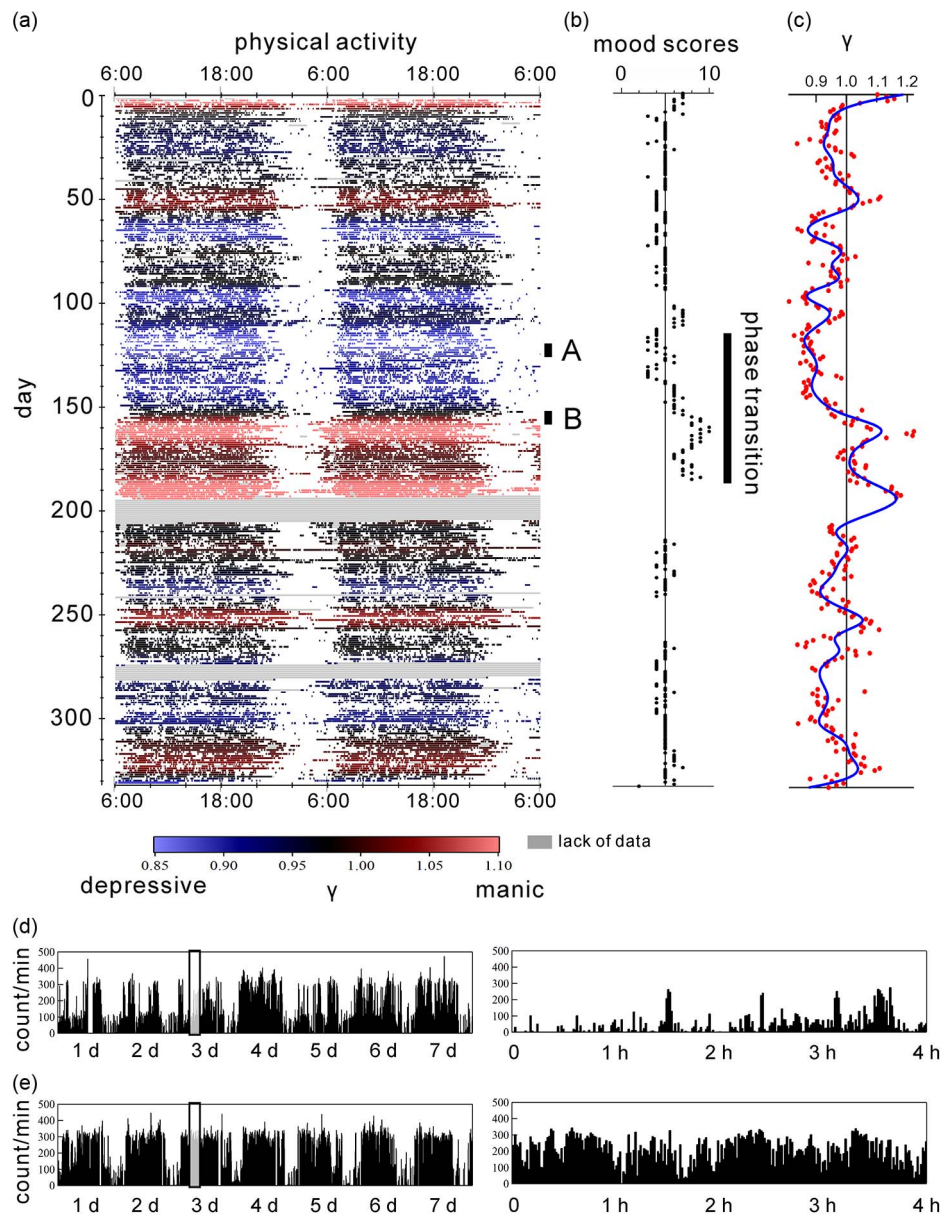 (a)
physical activity
6:00 18:00 6:00 18:00 6:00
0
50
100
150
200
250
300
day
6:00 18:00 6:00 18:00 6:00
A
B
0.85 0.90 0.95 1.00 1.05 1.10
depressive γ manic
lack of data
(b)
mood scores
0 10
phase transition
(c)
γ
0.9 1.0 1.1 1.2
(d)
count/min
500
400
300
200
100
0
1 d 2 d 3 d 4 d 5 d 6 d 7 d
500
400
300
200
100
0
0 1 h 2 h 3 h 4 h
(e)
count/min
500
400
300
200
100
0
1 d 2 d 3 d 4 d 5 d 6 d 7 d
500
400
300
200
100
0
0 1 h 2 h 3 h 4 h